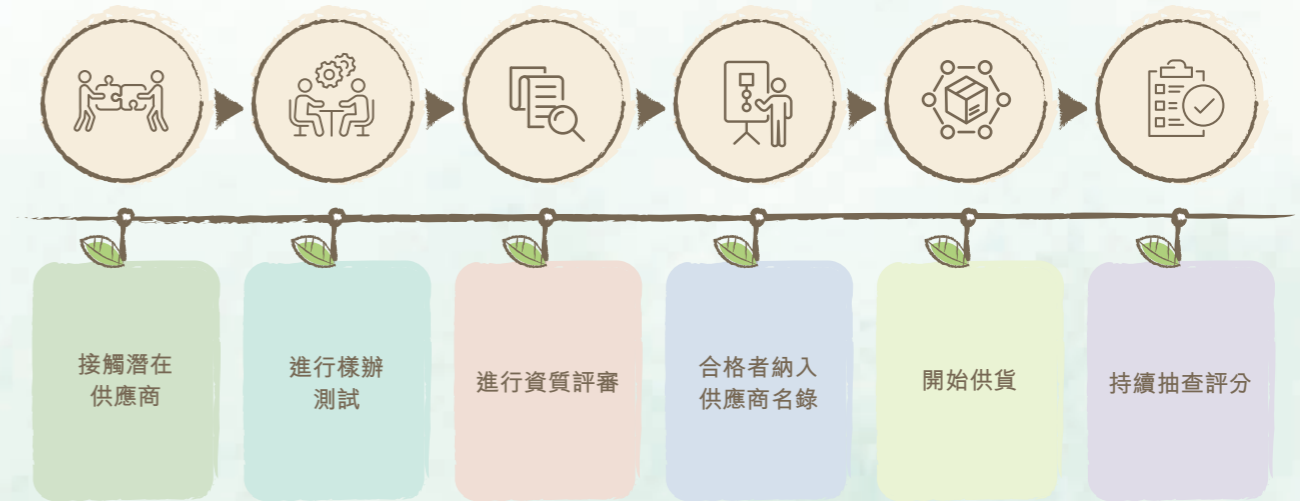 接觸潛在
供應商
進行樣辦
測試
進行資質評審
合格者納入
供應商名錄
開始供貨
持續抽查評分